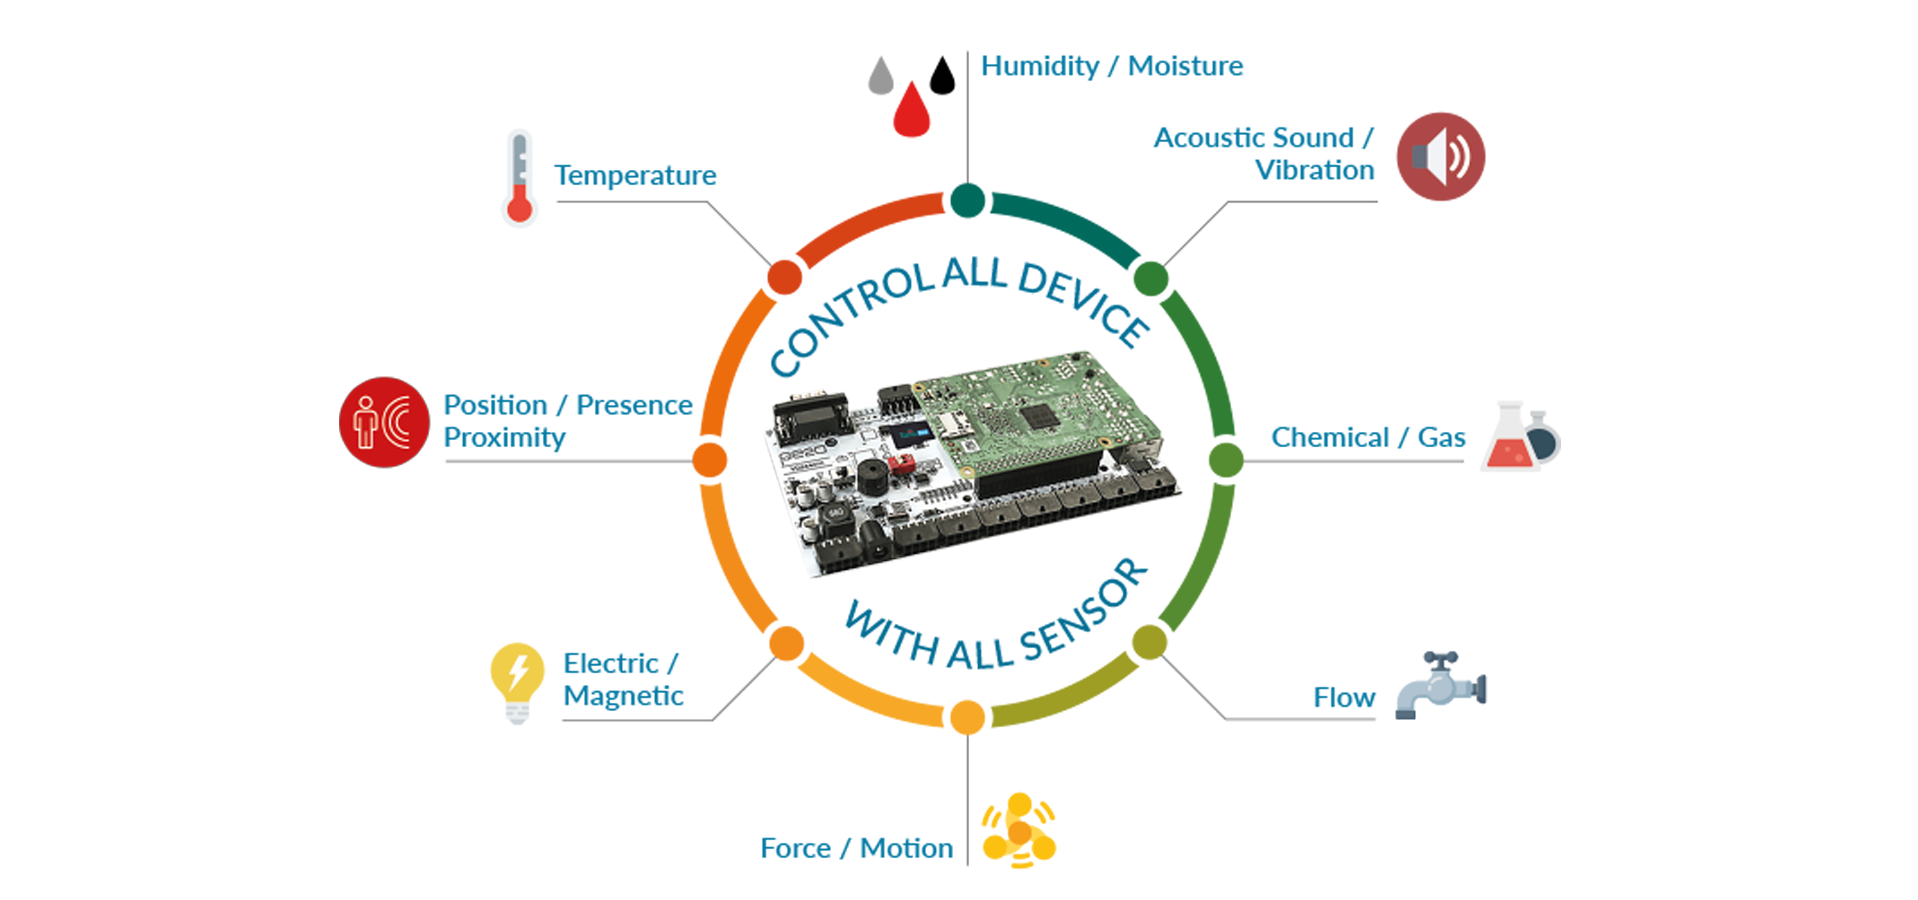 Humidity / Moisture
Acoustic Sound /
Vibration
Temperature
CONTROL ALL DEVICE
Position / Presence
Proximity
Chemical / Gas
WITH ALL SENSOR
Electric /
Magnetic
Flow
Force / Motion